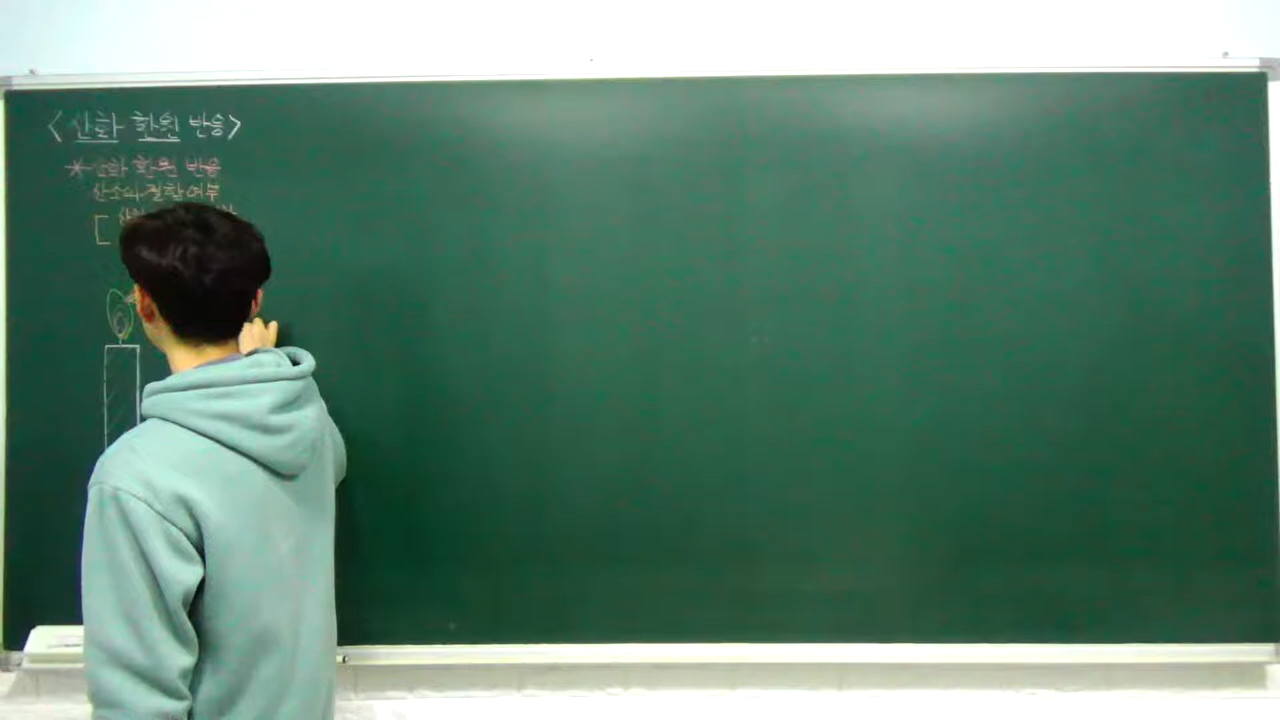 <산화 환원 반응>
* 산화 환원 반응
산소의 결합 여부
[